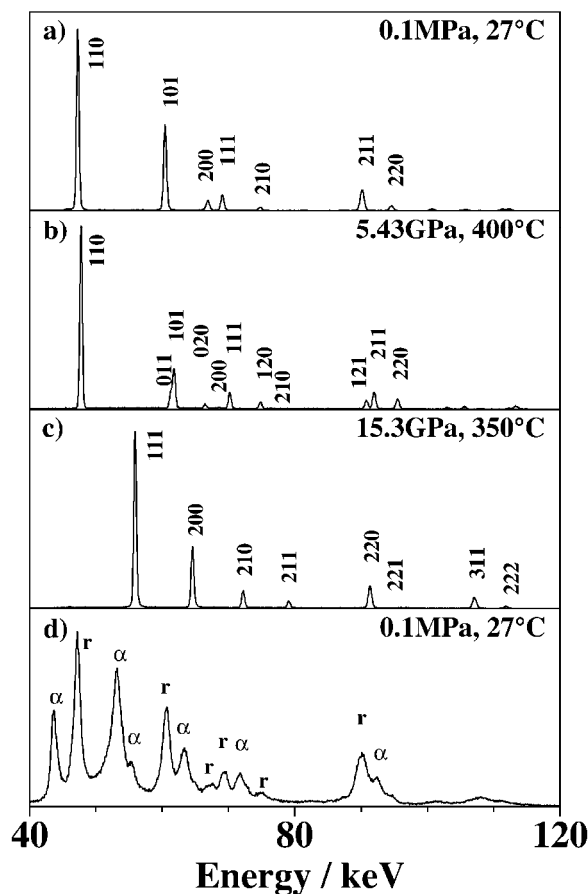 a) 0.1MPa, 27°C
110
101
200
111
210
211
220
b) 5.43GPa, 400°C
110
011
101
020
200
111
120
210
121
211
220
c) 15.3GPa, 350°C
111
200
210
211
220
221
311
222
d) 0.1MPa, 27°C
α
r
α
α
r
α
r
r
α
r
r
α
40 80 120
Energy / keV